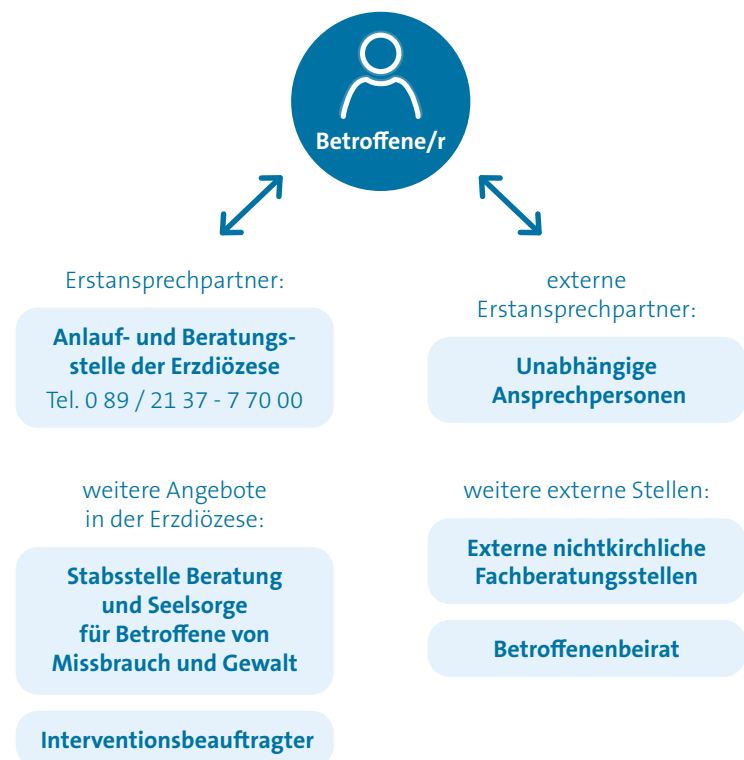 Betroffene/r
Erstansprechpartner:
Anlauf- und Beratungs-
stelle der Erzdiözese
Tel. 0 89 / 21 37 - 7 70 00
weitere Angebote
in der Erzdiözese:
Stabsstelle Beratung
und Seelsorge
für Betroffene von
Missbrauch und Gewalt
Interventionsbeauftragter
externe
Erstansprechpartner:
Unabhängige
Ansprechpersonen
weitere externe Stellen:
Externe nichtkirchliche
Fachberatungsstellen
Betroffenenbeirat